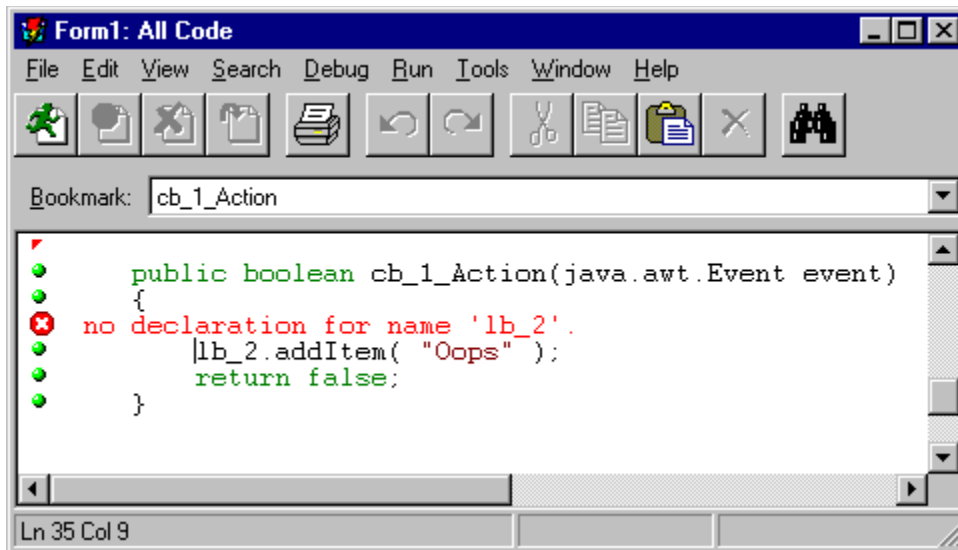 Form1: All Code
File Edit View Search Debug Run Tools Window Help
Bookmark: cb_1_Action
public boolean cb_1_Action(java.awt.Event event)
{
no declaration for name 'lb_2'.
lb_2.addItem( "Oops" );
return false;
}
Ln 35 Col 9